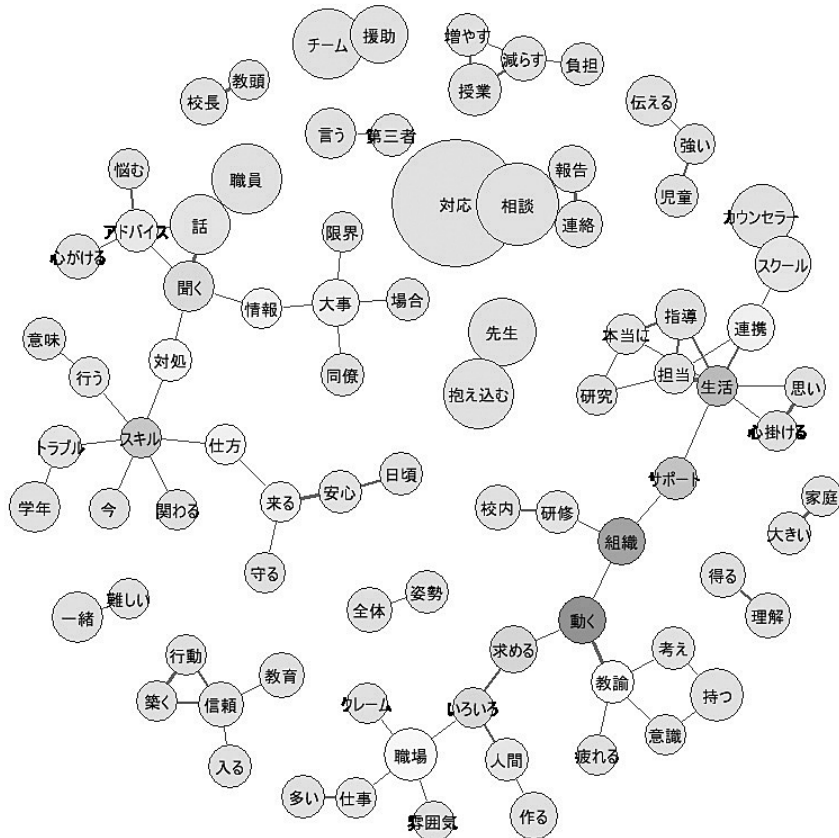 チーム
援助
増やす
減らす
負担
授業
教頭
校長
伝える
強い
児童
言う
第三者
悩む
職員
対応
相談
報告
連絡
アドバイス
話
心がける
限界
カウンセラー
スクール
聞く
情報
大事
場合
同僚
先生
抱え込む
指導
本当に
連携
担当
生活
研究
思い
心掛ける
意味
行う
対処
スキル
仕方
トラブル
学年
今
関わる
来る
安心
日頃
守る
サポート
校内
研修
組織
家庭
大きい
得る
理解
難しい
一緒
全体
姿勢
動く
求める
教諭
考え
持つ
意識
疲れる
行動
築く
信頼
教育
入る
クレーム
いろいろ
職場
人間
多い
仕事
雰囲気
作る